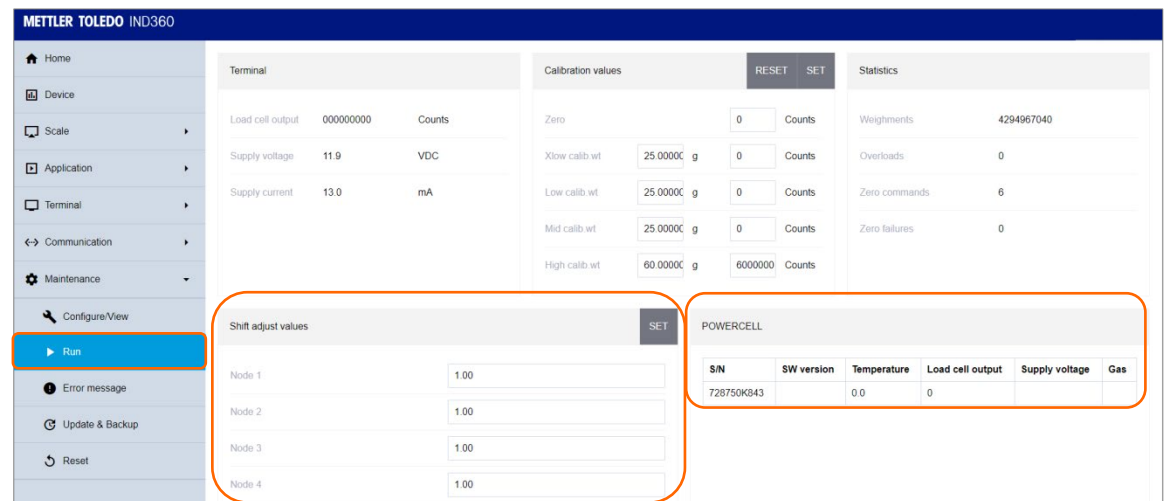 METTLER TOLEDO IND360
Home
Device
Scale
Application
Terminal
Communication
Maintenance
Configure/View
Run
Error message
Update & Backup
Reset
Terminal
Load cell output 000000000 Counts
Supply voltage 11.9 VDC
Supply current 13.0 mA
Calibration values RESET SET
Zero 0 Counts
Xlow calib.wt 25.0000 g 0 Counts
Low calib.wt 25.0000 g 0 Counts
Mid calib.wt 25.0000 g 0 Counts
High calib.wt 60.0000 g 6000000 Counts
Statistics
Weighments 4294967040
Overloads 0
Zero commands 6
Zero failures 0
Shift adjust values SET
Node 1 1.00
Node 2 1.00
Node 3 1.00
Node 4 1.00
POWERCELL
S/N SW version Temperature Load cell output Supply voltage Gas
728750K843 0.0 0